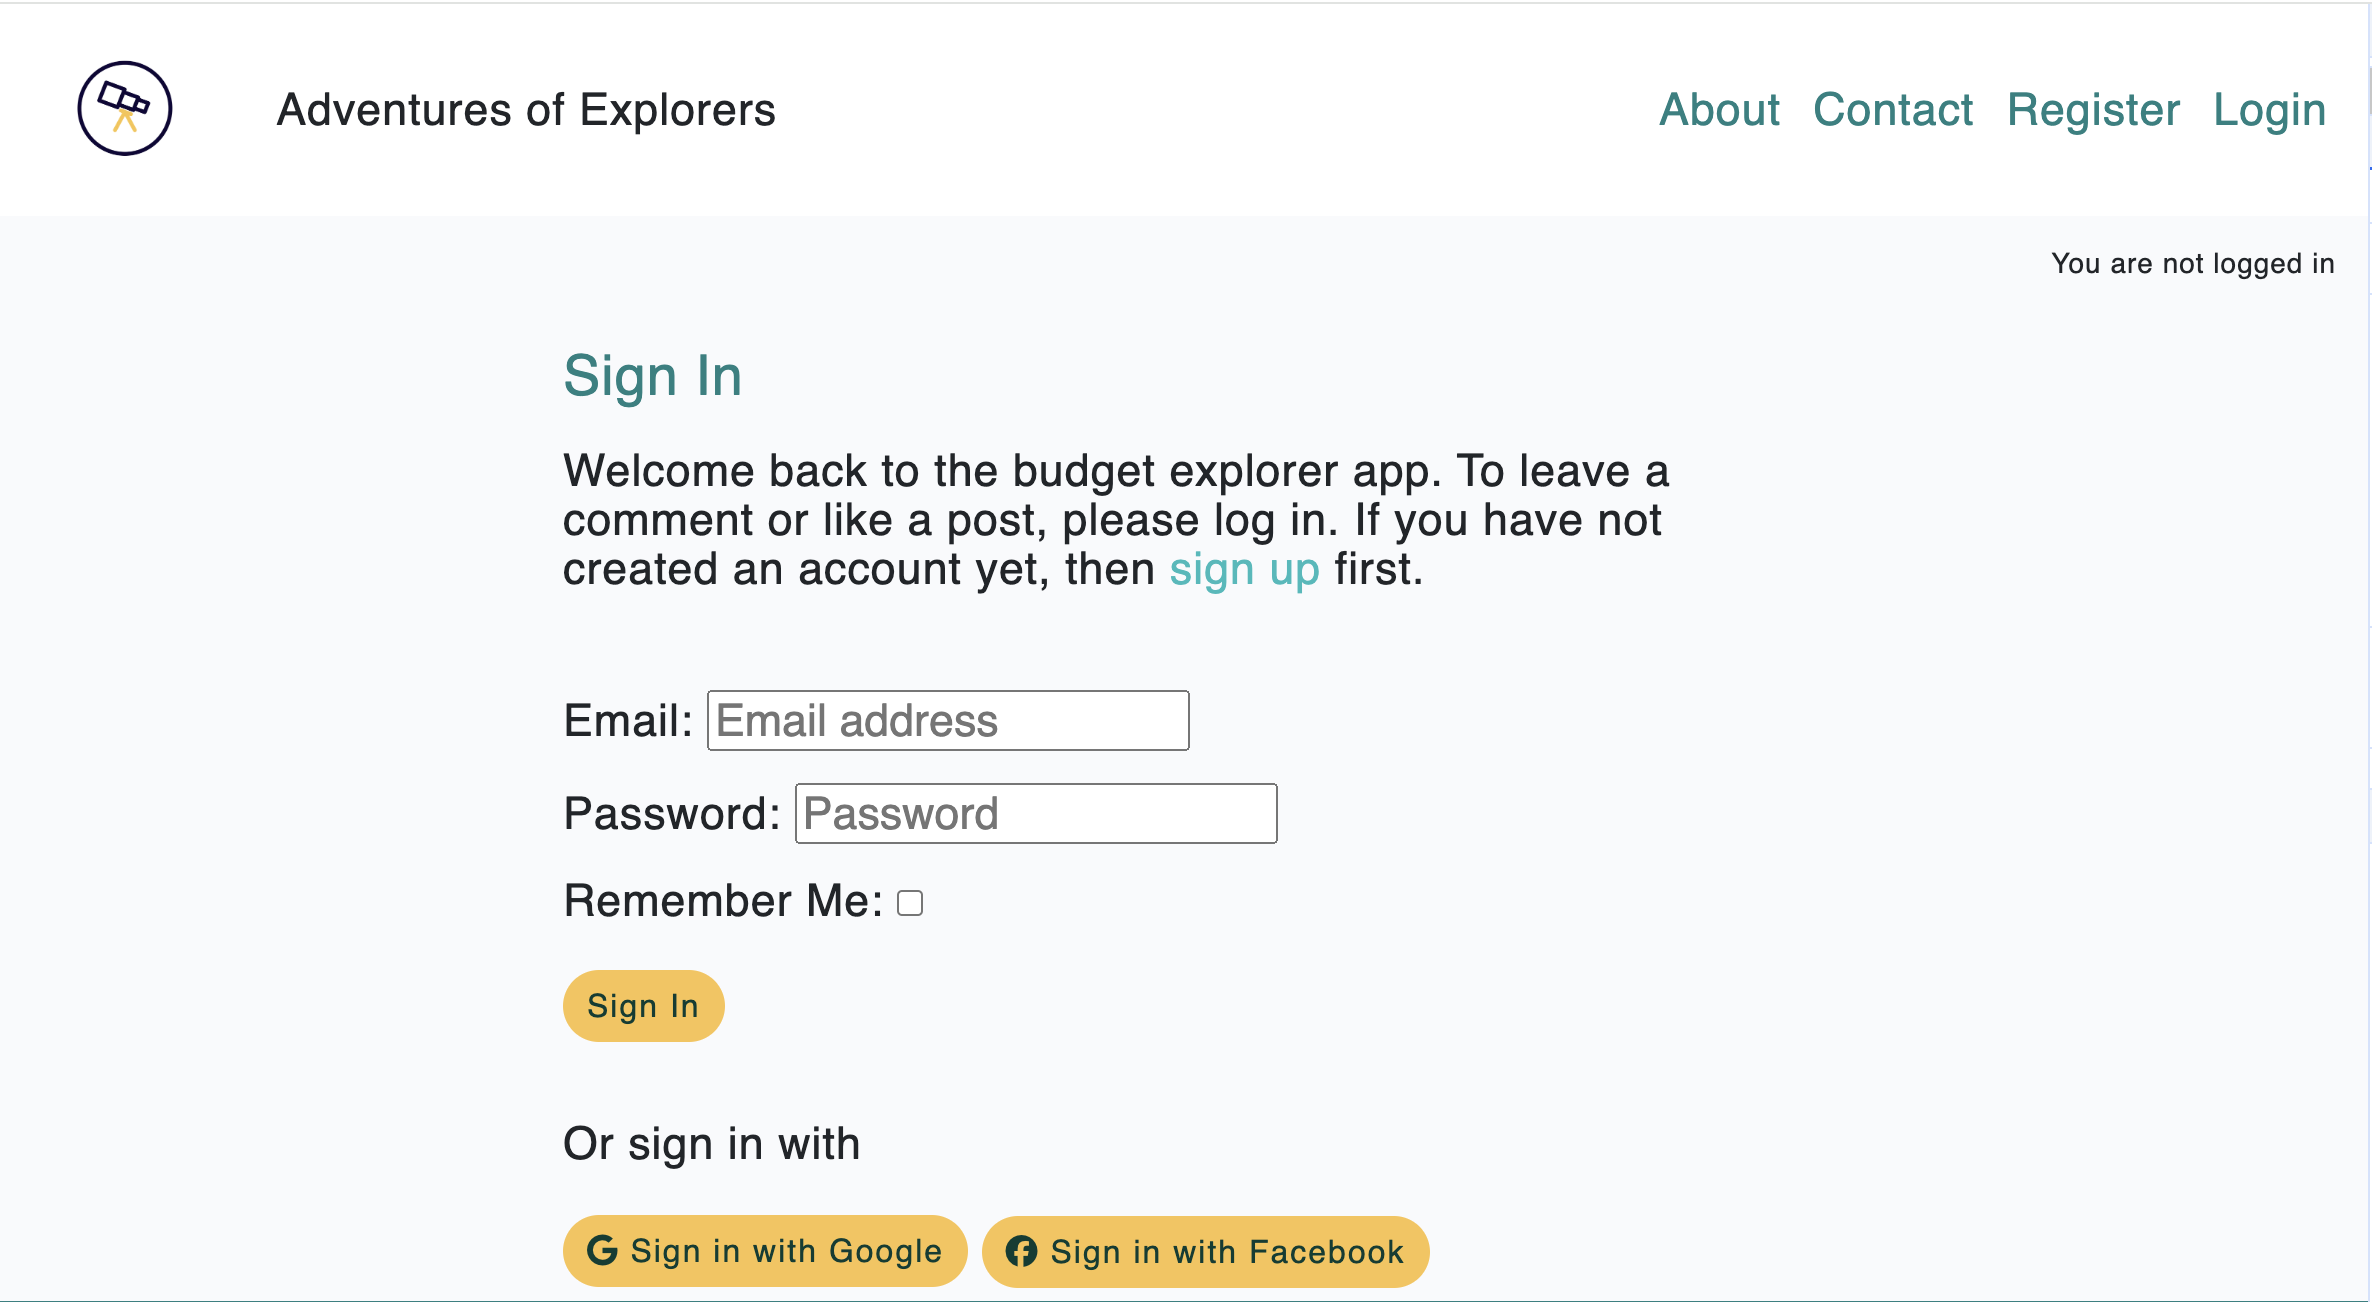 Adventures of Explorers
About Contact Register Login
You are not logged in
Sign In
Welcome back to the budget explorer app. To leave a
comment or like a post, please log in. If you have not
created an account yet, then sign up first.
Email: Email address
Password: Password
Remember Me:
Sign In
Or sign in with
Sign in with Google
Sign in with Facebook